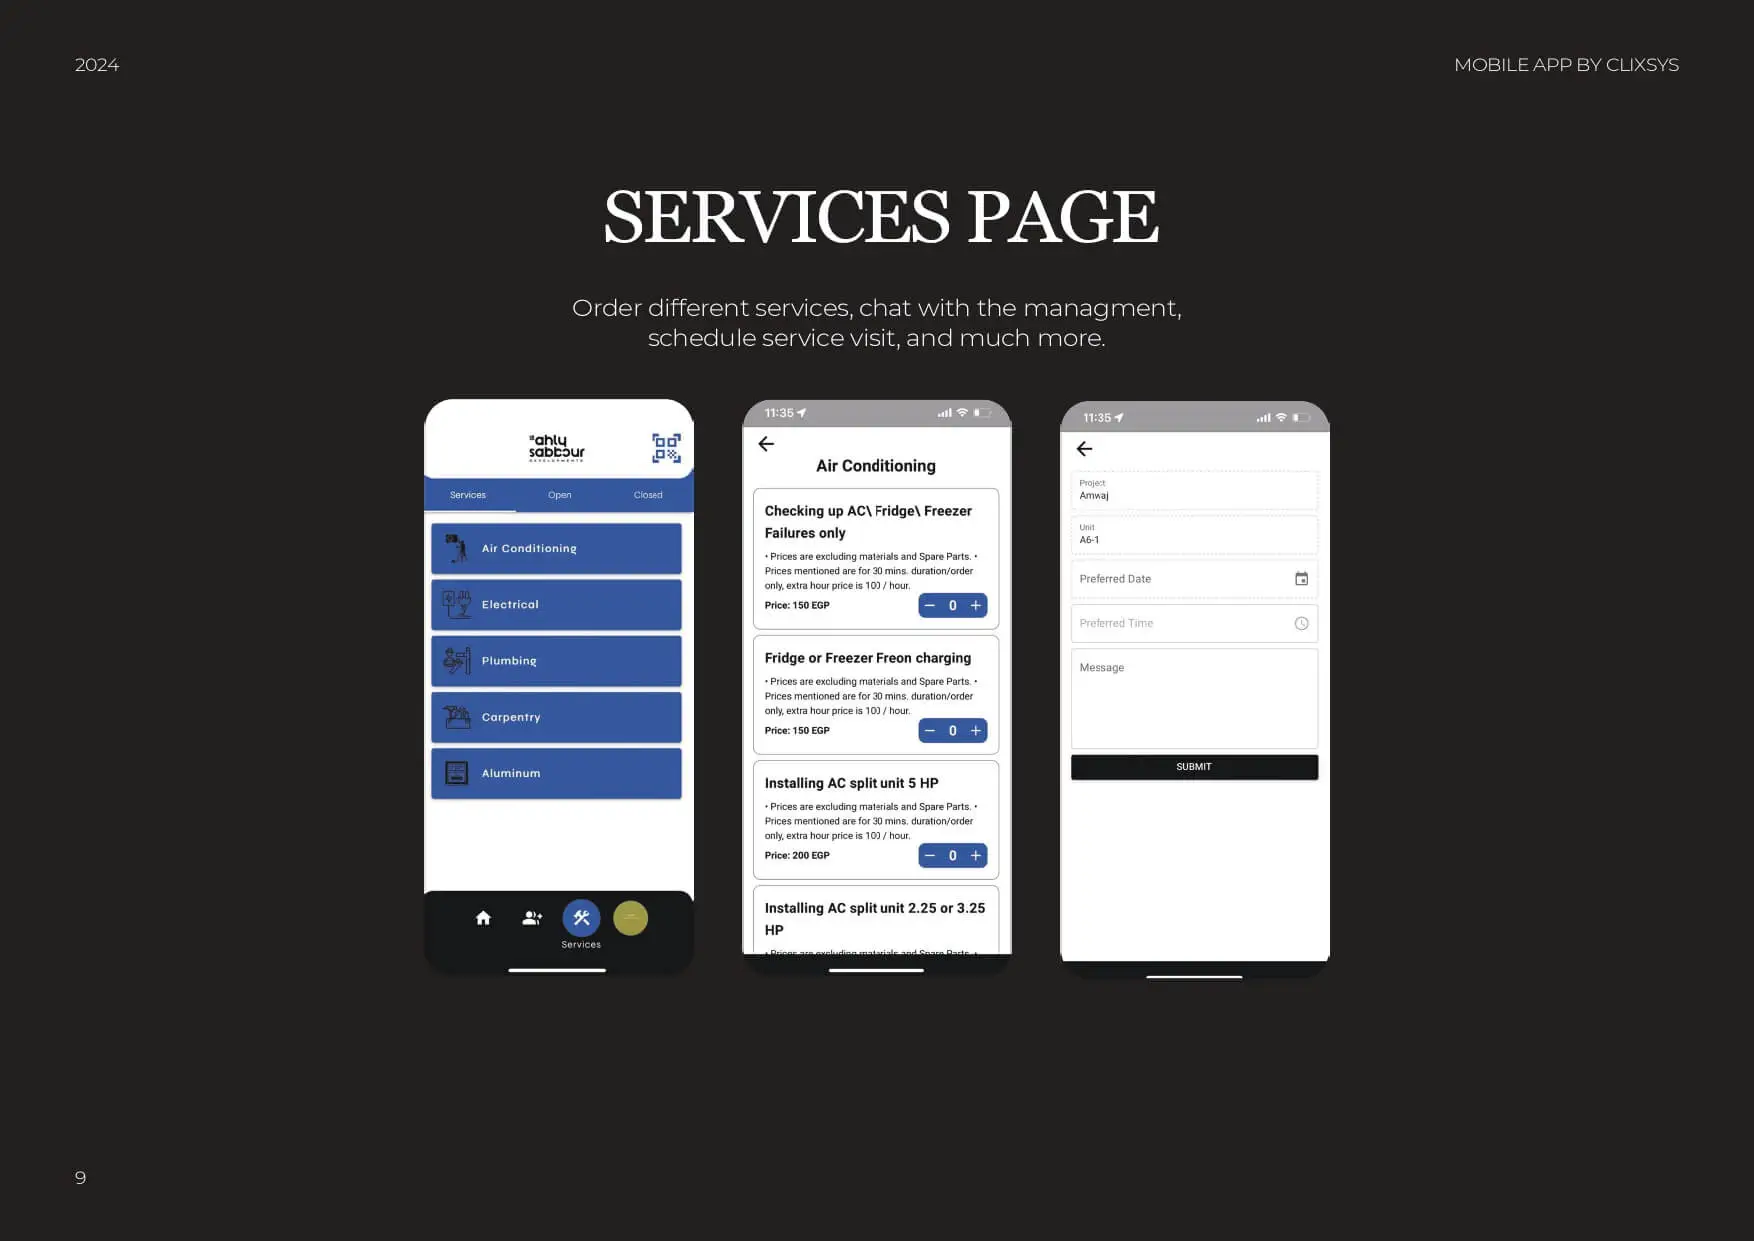 2024
MOBILE APP BY CLIXSYS
SERVICES PAGE
Order different services, chat with the managment,
schedule service visit, and much more.
ahly
sabbour
DEVELOPMENTS
Services
Open
Closed
Air Conditioning
Electrical
Plumbing
Carpentry
Aluminum
Services
11:35
Air Conditioning
Checking up AC\ Fridge\ Freezer
Failures only
• Prices are excluding materials and Spare Parts. •
Prices mentioned are for 30 mins. duration/order
only, extra hour price is 100 / hour.
Price: 150 EGP
− 0 +
Fridge or Freezer Freon charging
• Prices are excluding materials and Spare Parts. •
Prices mentioned are for 30 mins. duration/order
only, extra hour price is 100 / hour.
Price: 150 EGP
− 0 +
Installing AC split unit 5 HP
• Prices are excluding materials and Spare Parts. •
Prices mentioned are for 30 mins. duration/order
only, extra hour price is 100 / hour.
Price: 200 EGP
− 0 +
Installing AC split unit 2.25 or 3.25
HP
• Prices are excluding materials and Spare Parts. •
11:35
Project
Amwaj
Unit
A6-1
Preferred Date
Preferred Time
Message
SUBMIT
9